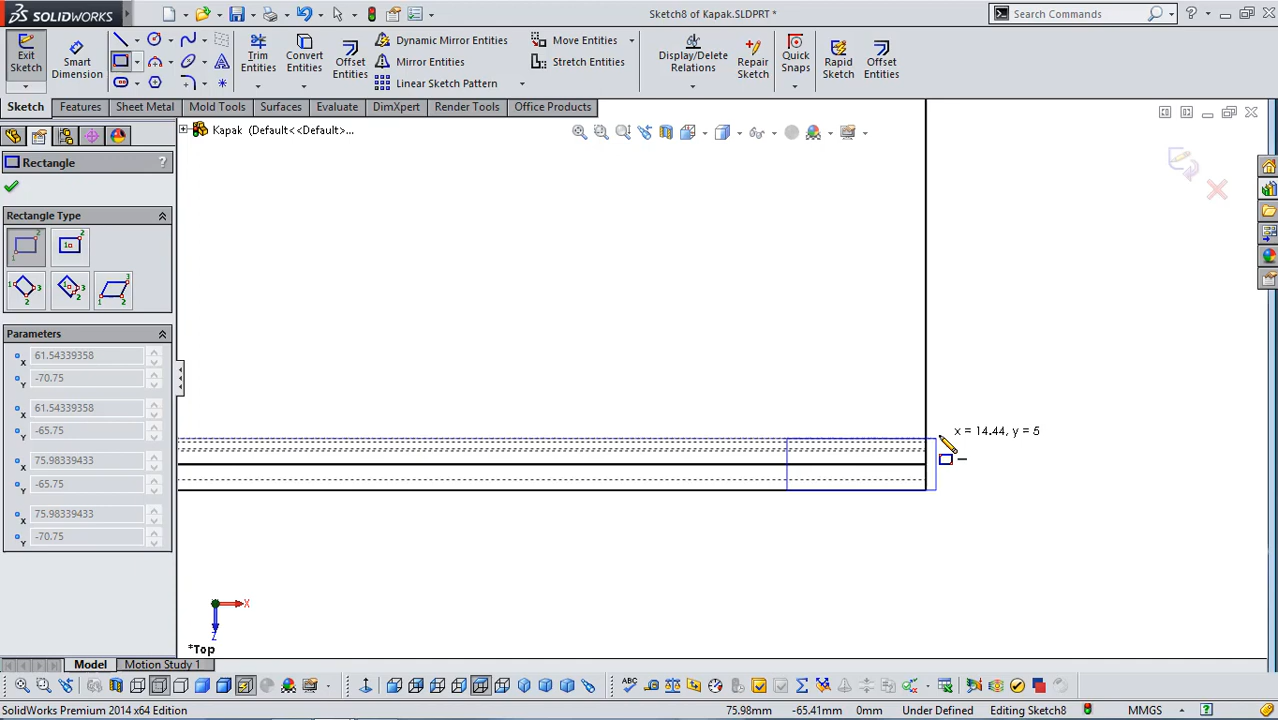 SOLIDWORKS
Sketch8 of Kapak.SLDPRT *
Search Commands
Exit Sketch
Smart Dimension
Trim Entities
Convert Entities
Offset Entities
Dynamic Mirror Entities
Mirror Entities
Linear Sketch Pattern
Move Entities
Stretch Entities
Display/Delete Relations
Repair Sketch
Quick Snaps
Rapid Sketch
Offset Entities
Sketch Features Sheet Metal Mold Tools Surfaces Evaluate DimXpert Render Tools Office Products
Kapak (Default<<Default>...
Rectangle ?
Rectangle Type
Parameters
X 61.54339358
Y -70.75
X 61.54339358
Y -65.75
X 75.98339433
Y -65.75
X 75.98339433
Y -70.75
x = 14.44, y = 5
X
Z
*Top
Model Motion Study 1
SolidWorks Premium 2014 x64 Edition
75.98mm -65.41mm 0mm Under Defined Editing Sketch8 MMGS